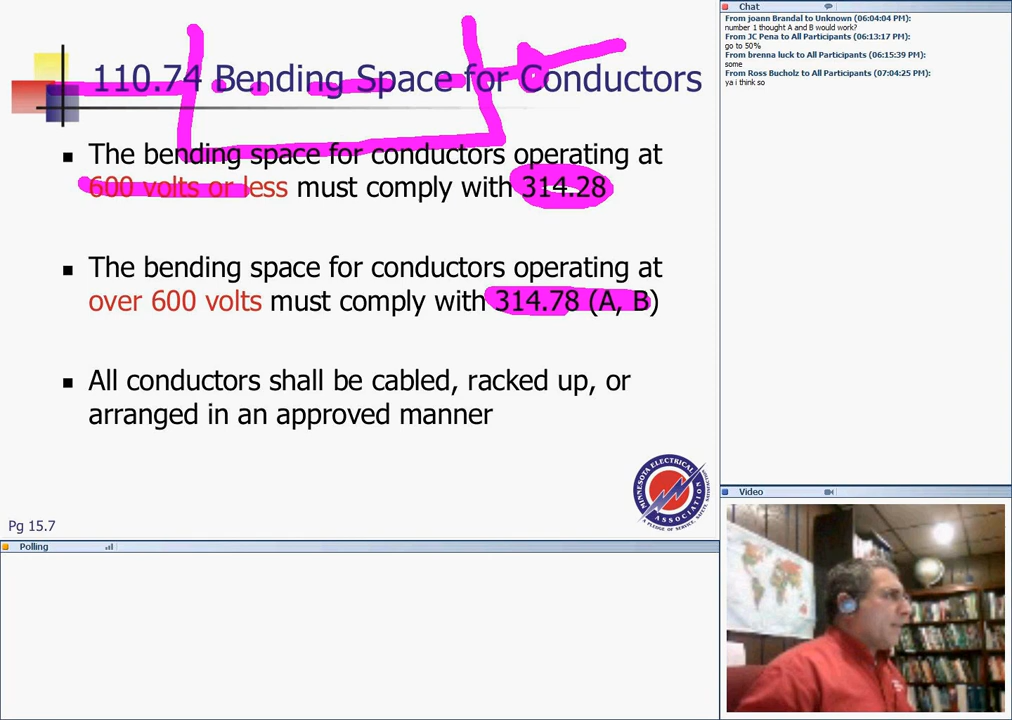 110.74 Bending Space for Conductors
The bending space for conductors operating at
600 volts or less must comply with 314.28
The bending space for conductors operating at
over 600 volts must comply with 314.78 (A, B)
All conductors shall be cabled, racked up, or
arranged in an approved manner
MINNESOTA ELECTRICAL
ASSOCIATION
Pg 15.7
Polling
Chat
From joann Brandal to Unknown (06:04:04 PM):
number 1 thought A and B would work?
From JC Pena to All Participants (06:13:17 PM):
go to 50%
From brenna luck to All Participants (06:15:39 PM):
some
From Ross Bucholz to All Participants (07:04:25 PM):
ya i think so
Video